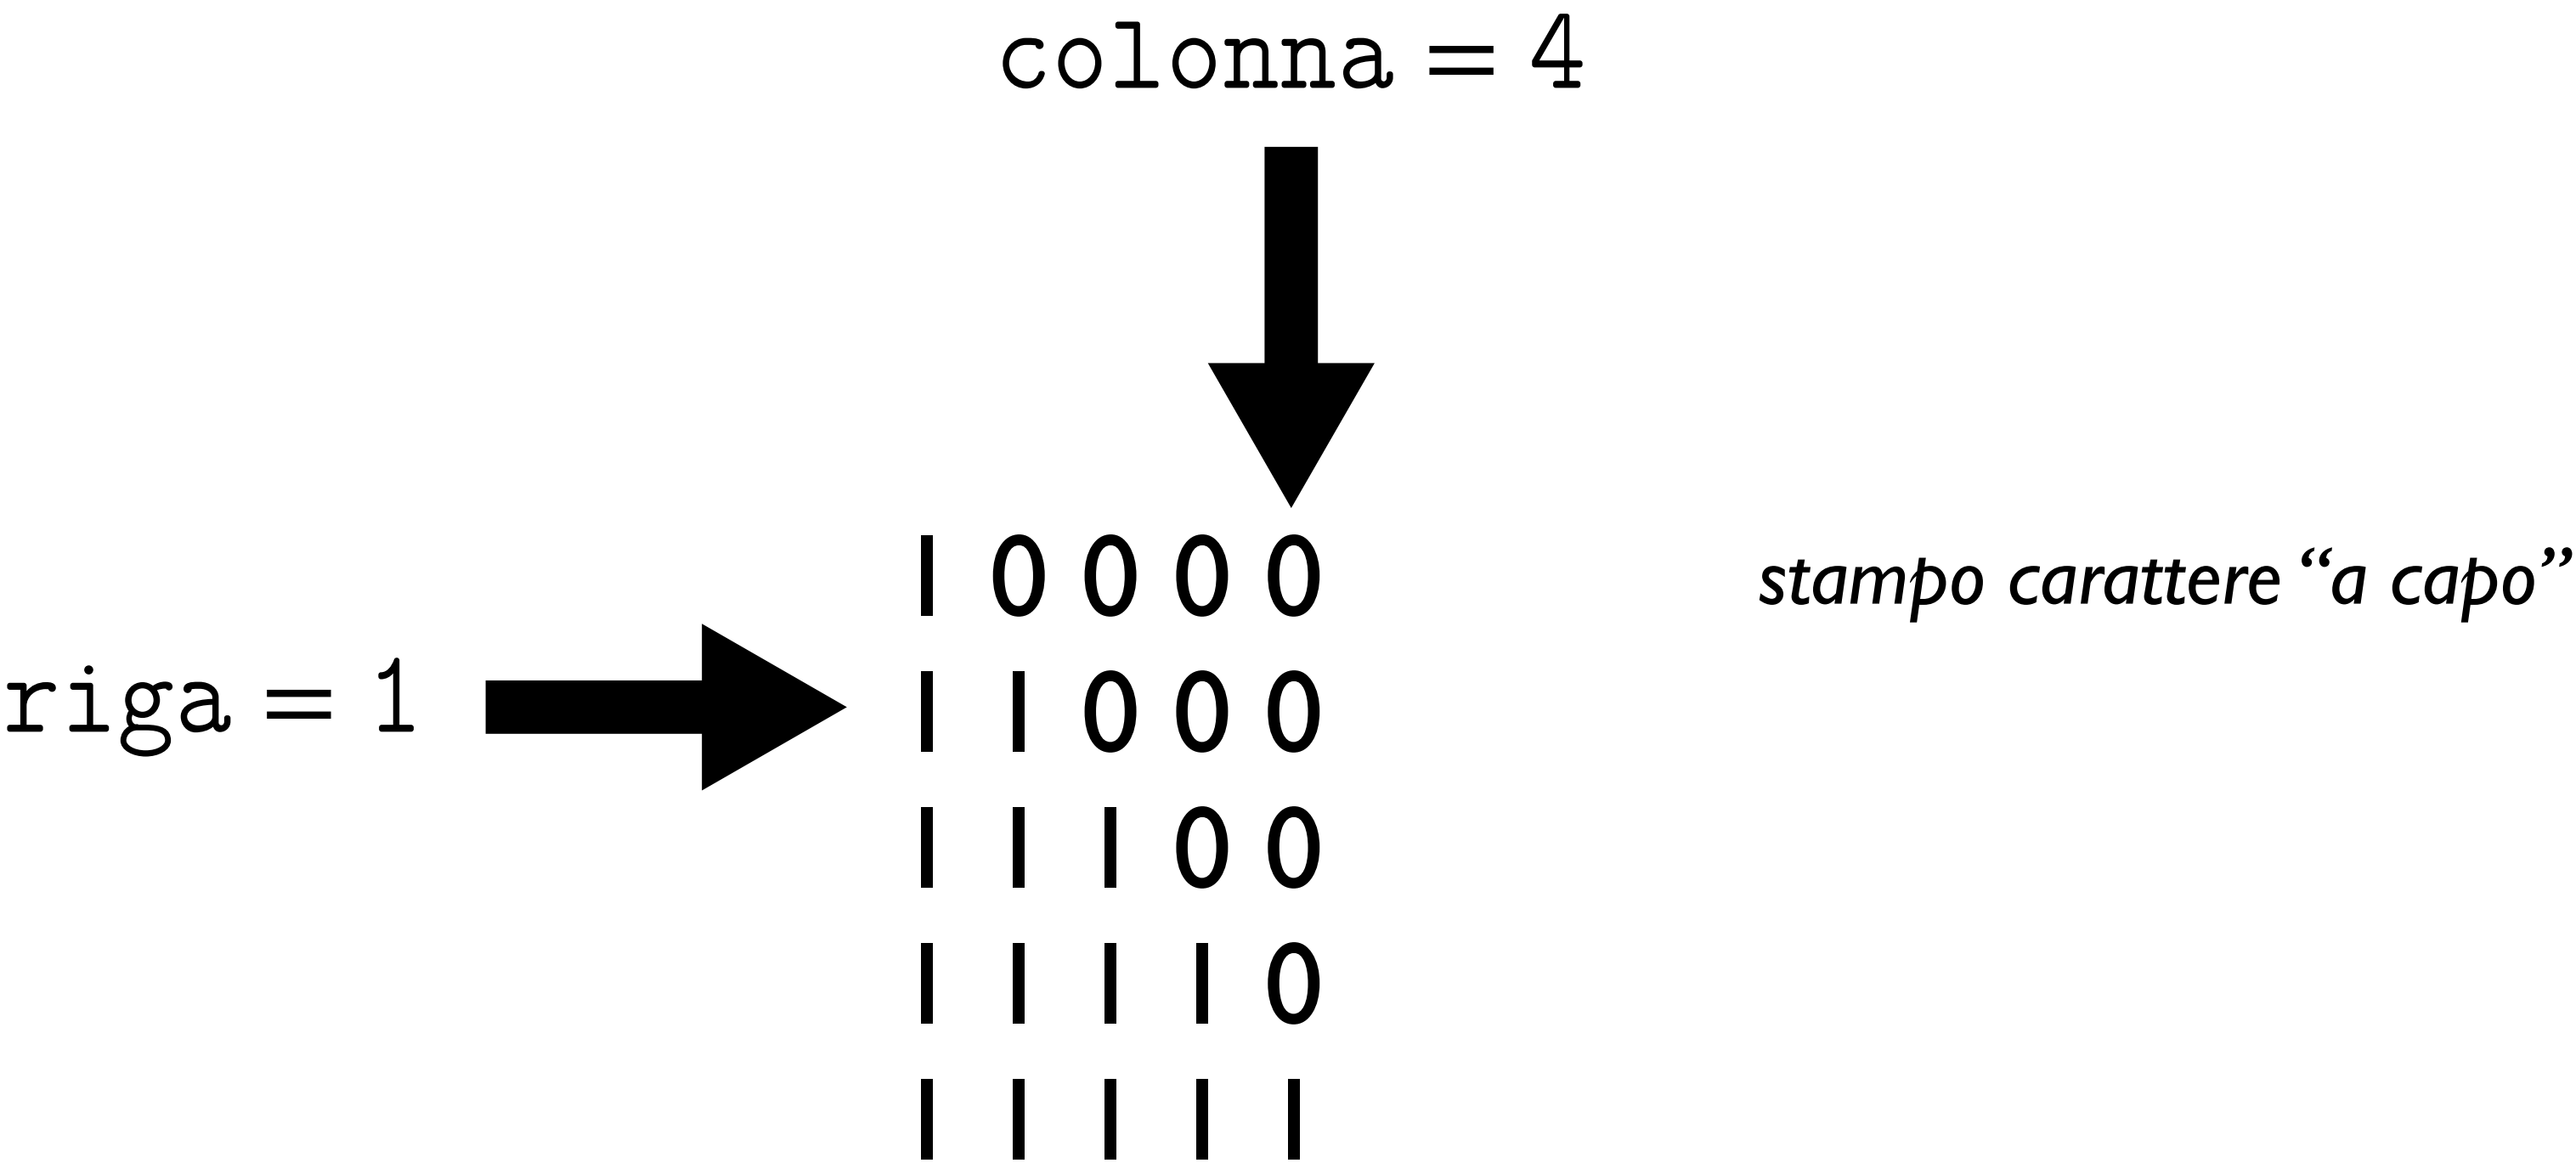 colonna = 4
1 0 0 0 0
stampo carattere “a capo”
riga = 1
1 1 0 0 0
1 1 1 0 0
1 1 1 1 0
1 1 1 1 1